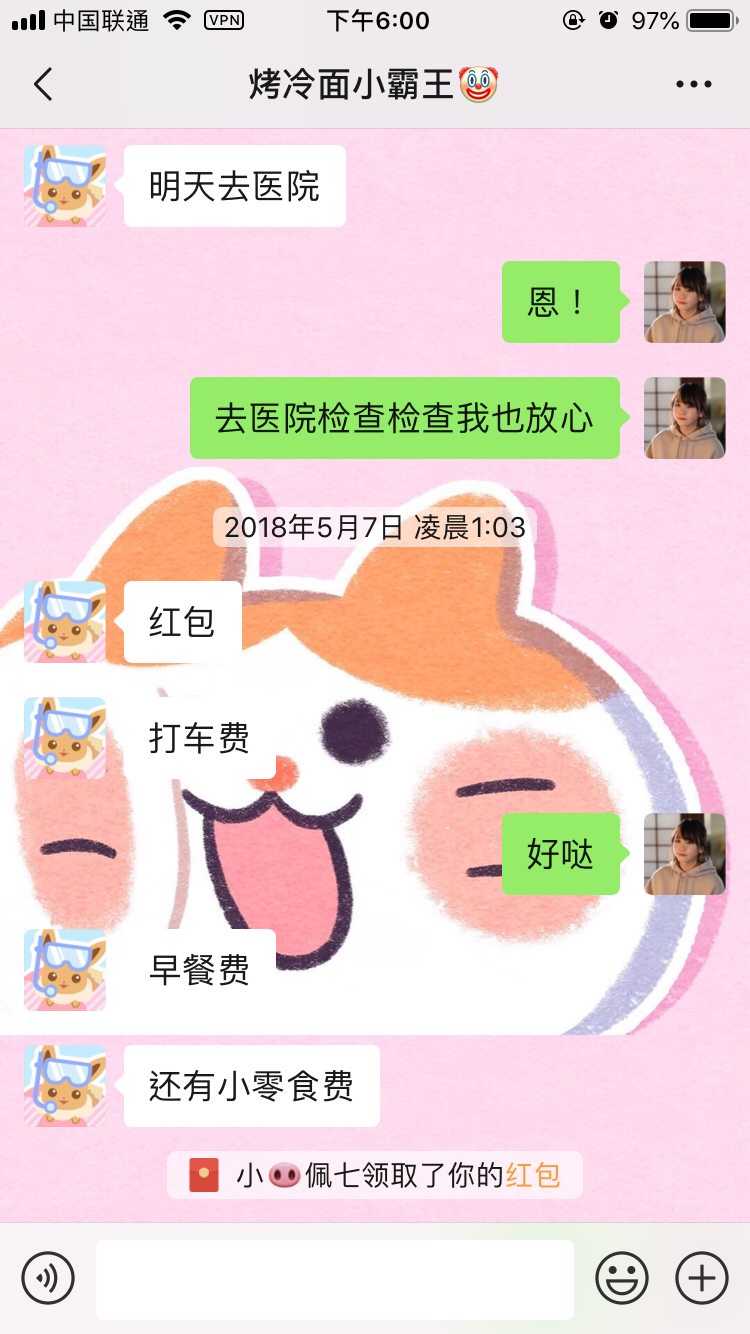 中国联通 VPN 下午6:00 97%
烤冷面小霸王🤡
明天去医院
恩！
去医院检查检查我也放心
2018年5月7日 凌晨1:03
红包
打车费
好哒
早餐费
还有小零食费
小🐽佩七领取了你的红包